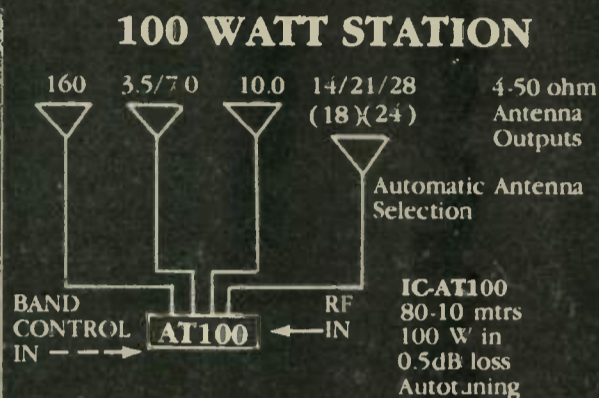 100 WATT STATION
160 3.5/7.0 10.0 14/21/28
(18)(24)
4-50 ohm
Antenna
Outputs
Automatic Antenna
Selection
BAND
CONTROL
IN
AT100
RF
IN
IC-AT100
80-10 mtrs
100 W in
0.5dB loss
Autotuning